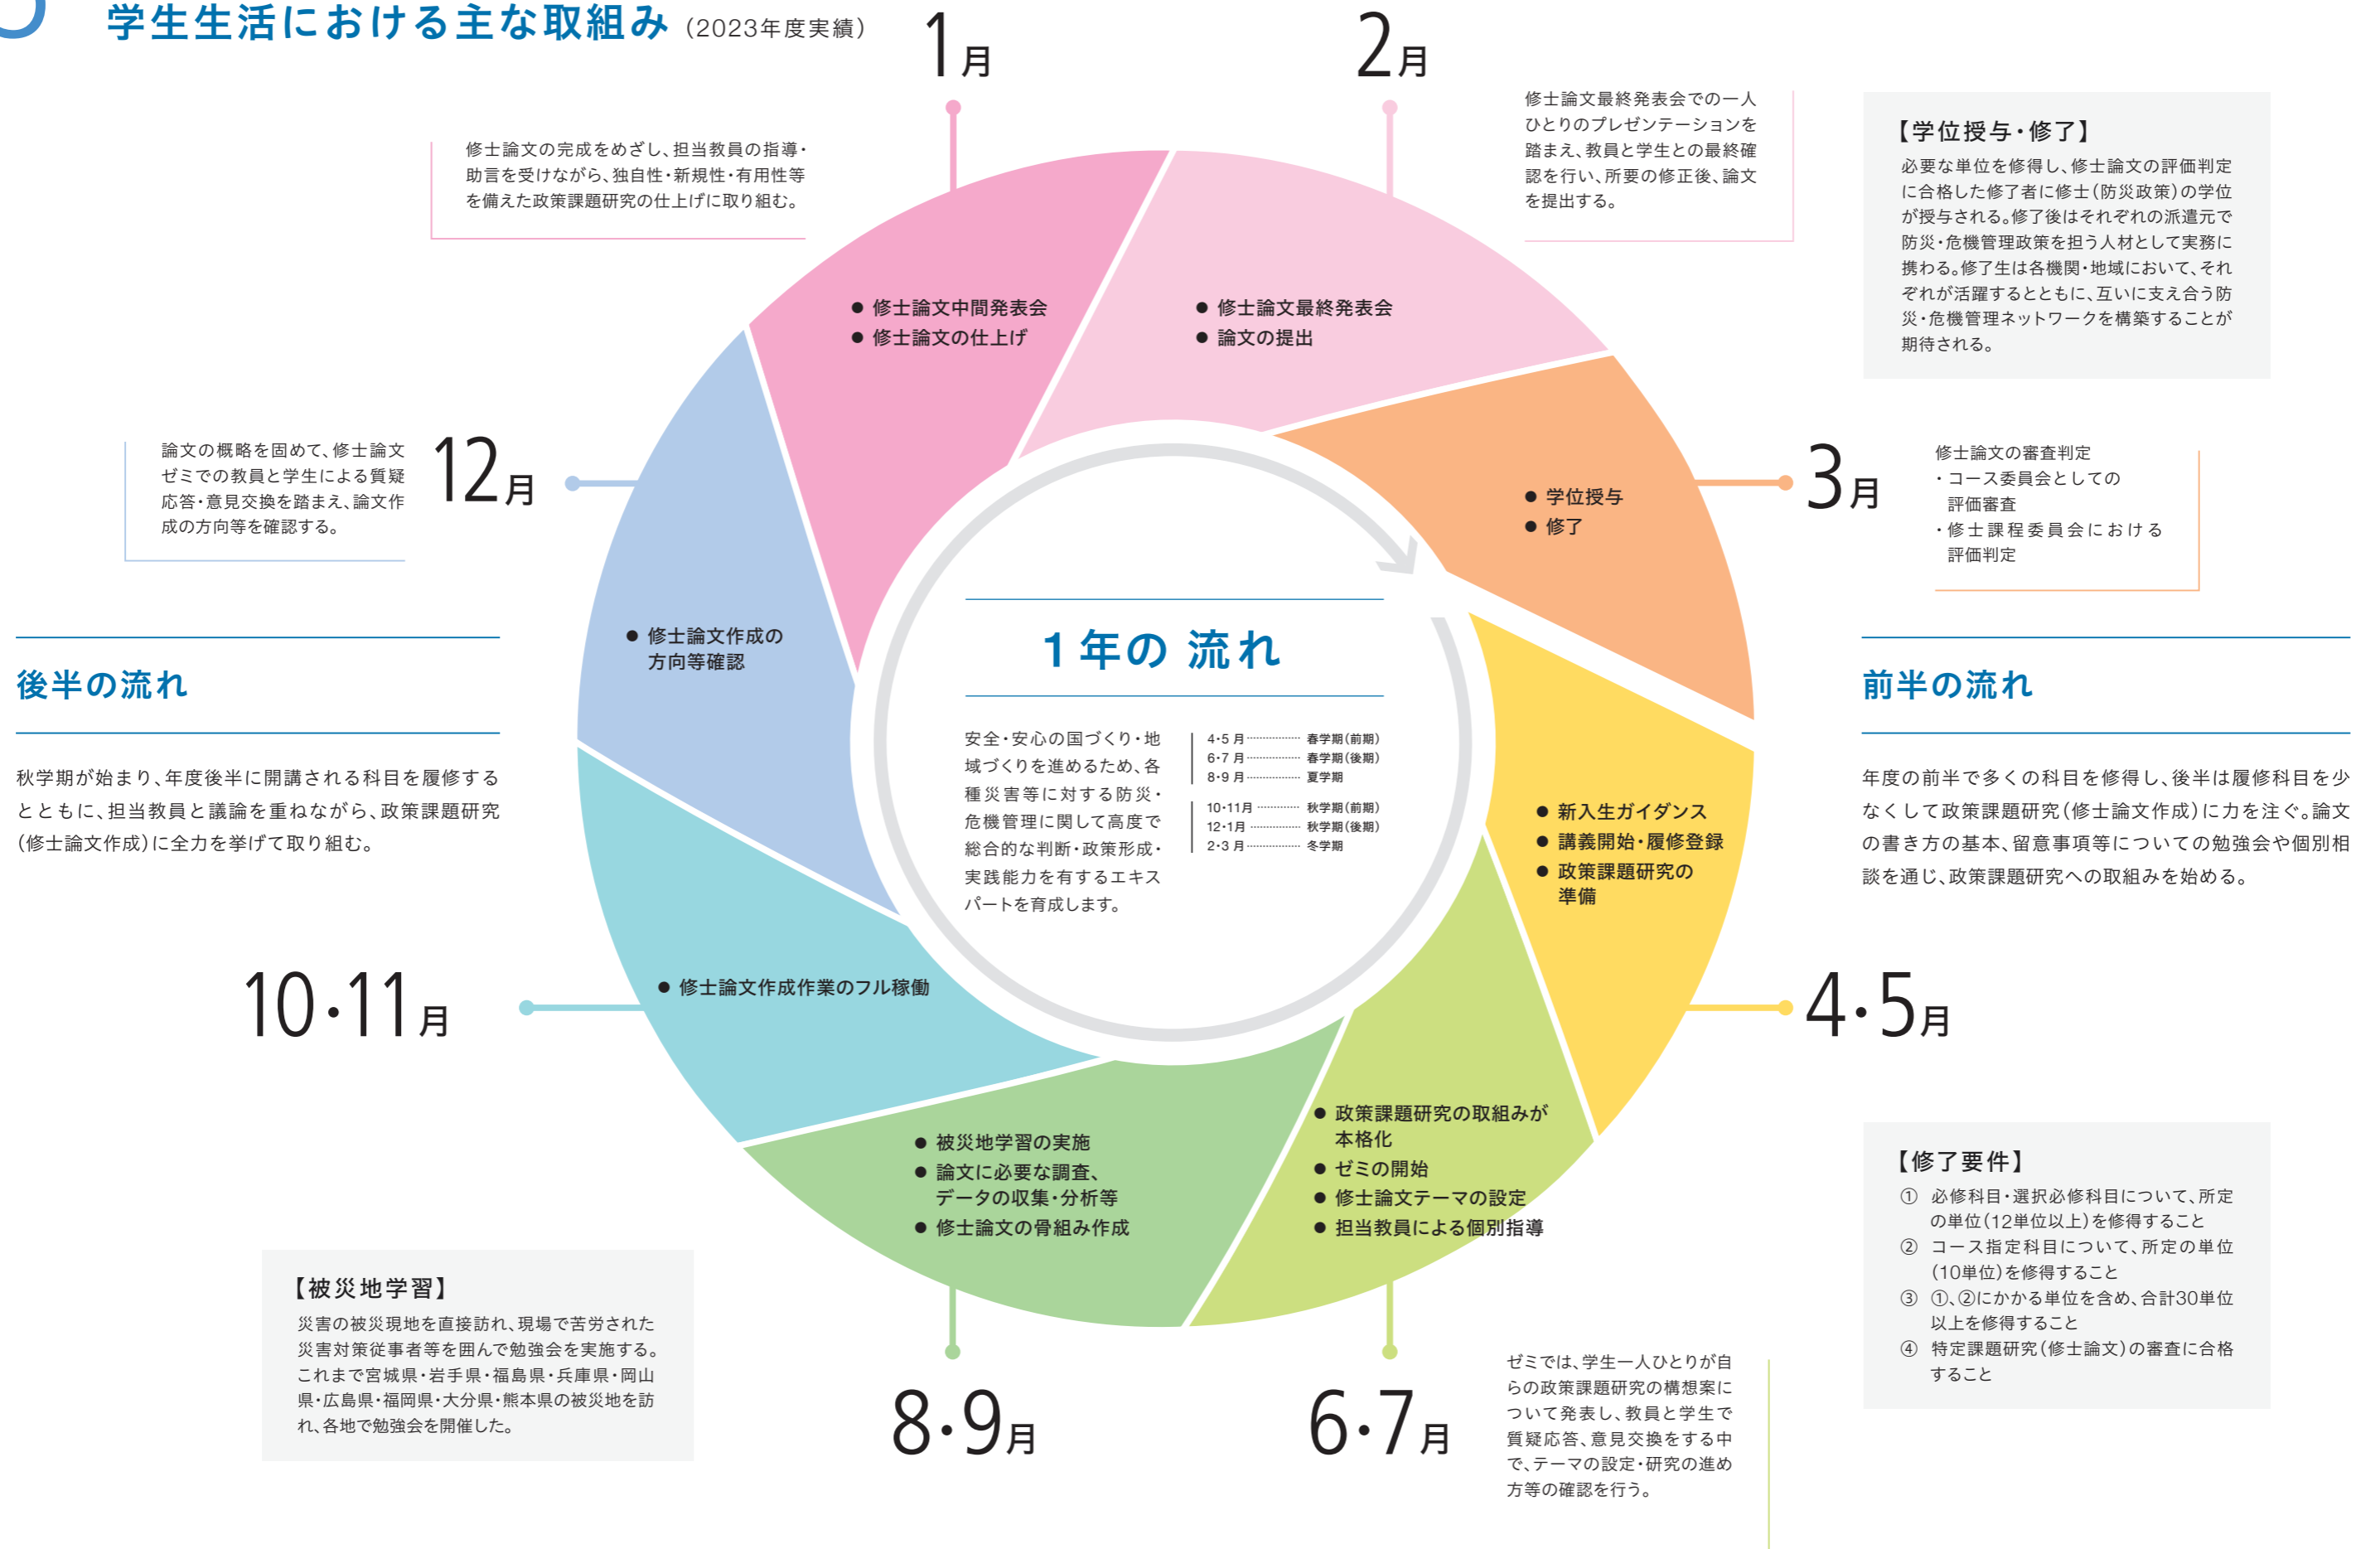 学生生活における主な取組み（2023年度実績）
1月
修士論文の完成をめざし、担当教員の指導・
助言を受けながら、独自性・新規性・有用性等
を備えた政策課題研究の仕上げに取り組む。
● 修士論文中間発表会
● 修士論文の仕上げ
2月
修士論文最終発表会での一人
ひとりのプレゼンテーションを
踏まえ、教員と学生との最終確
認を行い、所要の修正後、論文
を提出する。
● 修士論文最終発表会
● 論文の提出
【学位授与・修了】
必要な単位を修得し、修士論文の評価判定
に合格した修了者に修士（防災政策）の学位
が授与される。修了後はそれぞれの派遣元で
防災・危機管理政策を担う人材として実務に
携わる。修了生は各機関・地域において、それ
ぞれが活躍するとともに、互いに支え合う防
災・危機管理ネットワークを構築することが
期待される。
3月
修士論文の審査判定
・コース委員会としての
評価審査
・修士課程委員会における
評価判定
● 学位授与
● 修了
12月
論文の概略を固めて、修士論文
ゼミでの教員と学生による質疑
応答・意見交換を踏まえ、論文作
成の方向等を確認する。
● 修士論文作成の
方向等確認
後半の流れ
秋学期が始まり、年度後半に開講される科目を履修する
とともに、担当教員と議論を重ねながら、政策課題研究
（修士論文作成）に全力を挙げて取り組む。
1年の 流れ
安全・安心の国づくり・地
域づくりを進めるため、各
種災害等に対する防災・
危機管理に関して高度で
総合的な判断・政策形成・
実践能力を有するエキス
パートを育成します。
4・5 月 春学期（前期）
6・7 月 春学期（後期）
8・9 月 夏学期
10・11月 秋学期（前期）
12・1月 秋学期（後期）
2・3 月 冬学期
前半の流れ
年度の前半で多くの科目を修得し、後半は履修科目を少
なくして政策課題研究（修士論文作成）に力を注ぐ。論文
の書き方の基本、留意事項等についての勉強会や個別相
談を通じ、政策課題研究への取組みを始める。
4・5月
● 新入生ガイダンス
● 講義開始・履修登録
● 政策課題研究の
準備
10・11月
● 修士論文作成作業のフル稼働
8・9月
● 被災地学習の実施
● 論文に必要な調査、
データの収集・分析等
● 修士論文の骨組み作成
【被災地学習】
災害の被災現地を直接訪れ、現場で苦労された
災害対策従事者等を囲んで勉強会を実施する。
これまで宮城県・岩手県・福島県・兵庫県・岡山
県・広島県・福岡県・大分県・熊本県の被災地を訪
れ、各地で勉強会を開催した。
6・7月
● 政策課題研究の取組みが
本格化
● ゼミの開始
● 修士論文テーマの設定
● 担当教員による個別指導
ゼミでは、学生一人ひとりが自
らの政策課題研究の構想案に
ついて発表し、教員と学生で
質疑応答、意見交換をする中
で、テーマの設定・研究の進め
方等の確認を行う。
【修了要件】
① 必修科目・選択必修科目について、所定
の単位（12単位以上）を修得すること
② コース指定科目について、所定の単位
（10単位）を修得すること
③ ①、②にかかる単位を含め、合計30単位
以上を修得すること
④ 特定課題研究（修士論文）の審査に合格
すること